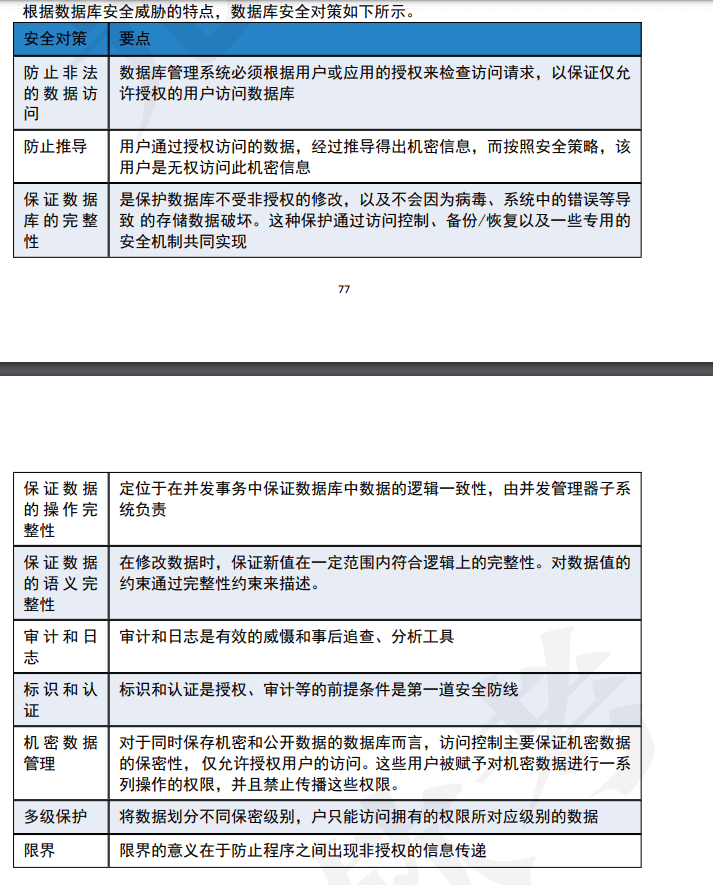 根据数据库安全威胁的特点，数据库安全对策如下所示。
安全对策 要点
防止非法 数据库管理系统必须根据用户或应用的授权来检查访问请求，以保证仅允
的数据访 许授权的用户访问数据库
问
防止推导 用户通过授权访问的数据，经过推导得出机密信息，而按照安全策略，该
用户是无权访问此机密信息
保证数据 是保护数据库不受非授权的修改，以及不会因为病毒、系统中的错误等导
库的完整 致 的存储数据破坏。这种保护通过访问控制、备份/恢复以及一些专用的
性 安全机制共同实现
77
保证数据 定位于在并发事务中保证数据库中数据的逻辑一致性，由并发管理器子系
的操作完 统负责
整性
保证数据 在修改数据时，保证新值在一定范围内符合逻辑上的完整性。对数据值的
的语义完 约束通过完整性约束来描述。
整性
审计和日 审计和日志是有效的威慑和事后追查、分析工具
志
标识和认 标识和认证是授权、审计等的前提条件是第一道安全防线
证
机密数据 对于同时保存机密和公开数据的数据库而言，访问控制主要保证机密数据
管理 的保密性， 仅允许授权用户的访问。这些用户被赋予对机密数据进行一系
列操作的权限，并且禁止传播这些权限。
多级保护 将数据划分不同保密级别，户只能访问拥有的权限所对应级别的数据
限界 限界的意义在于防止程序之间出现非授权的信息传递